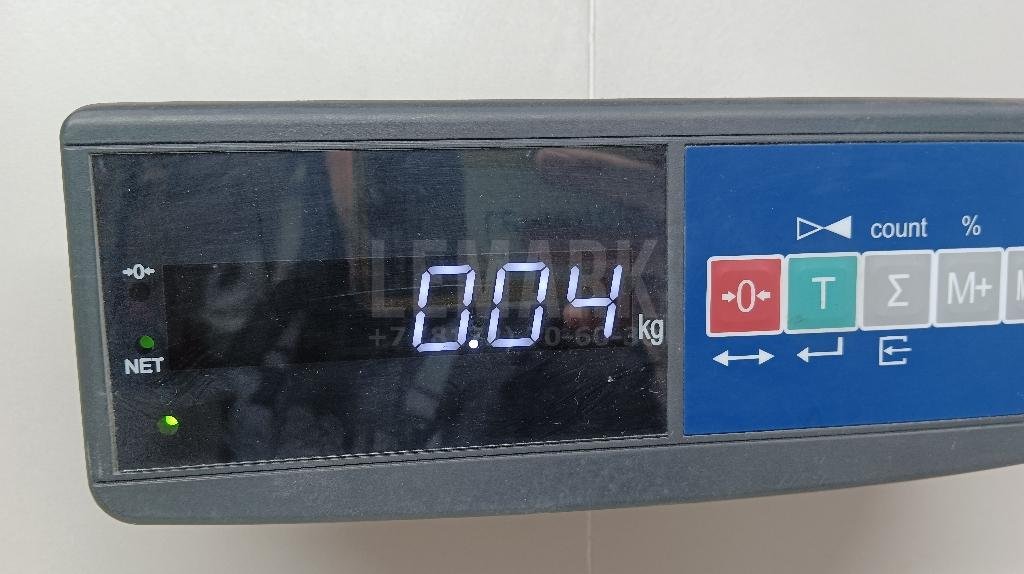 LEMARK
count %
→0←
0.04 kg
→0← T Σ M+ M
NET